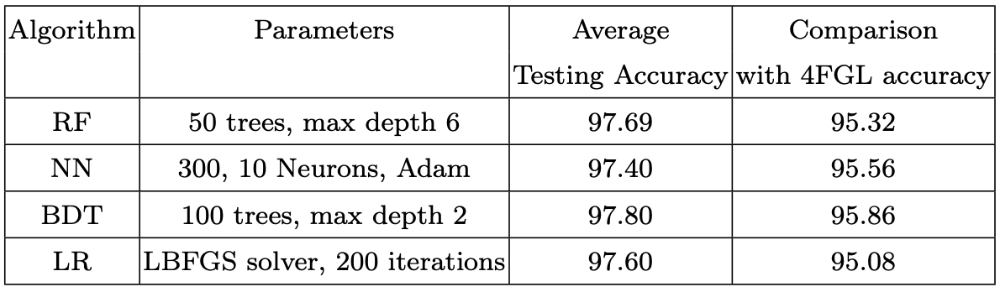 Algorithm Parameters Average Comparison
Testing Accuracy with 4FGL accuracy
RF 50 trees, max depth 6 97.69 95.32
NN 300, 10 Neurons, Adam 97.40 95.56
BDT 100 trees, max depth 2 97.80 95.86
LR LBFGS solver, 200 iterations 97.60 95.08